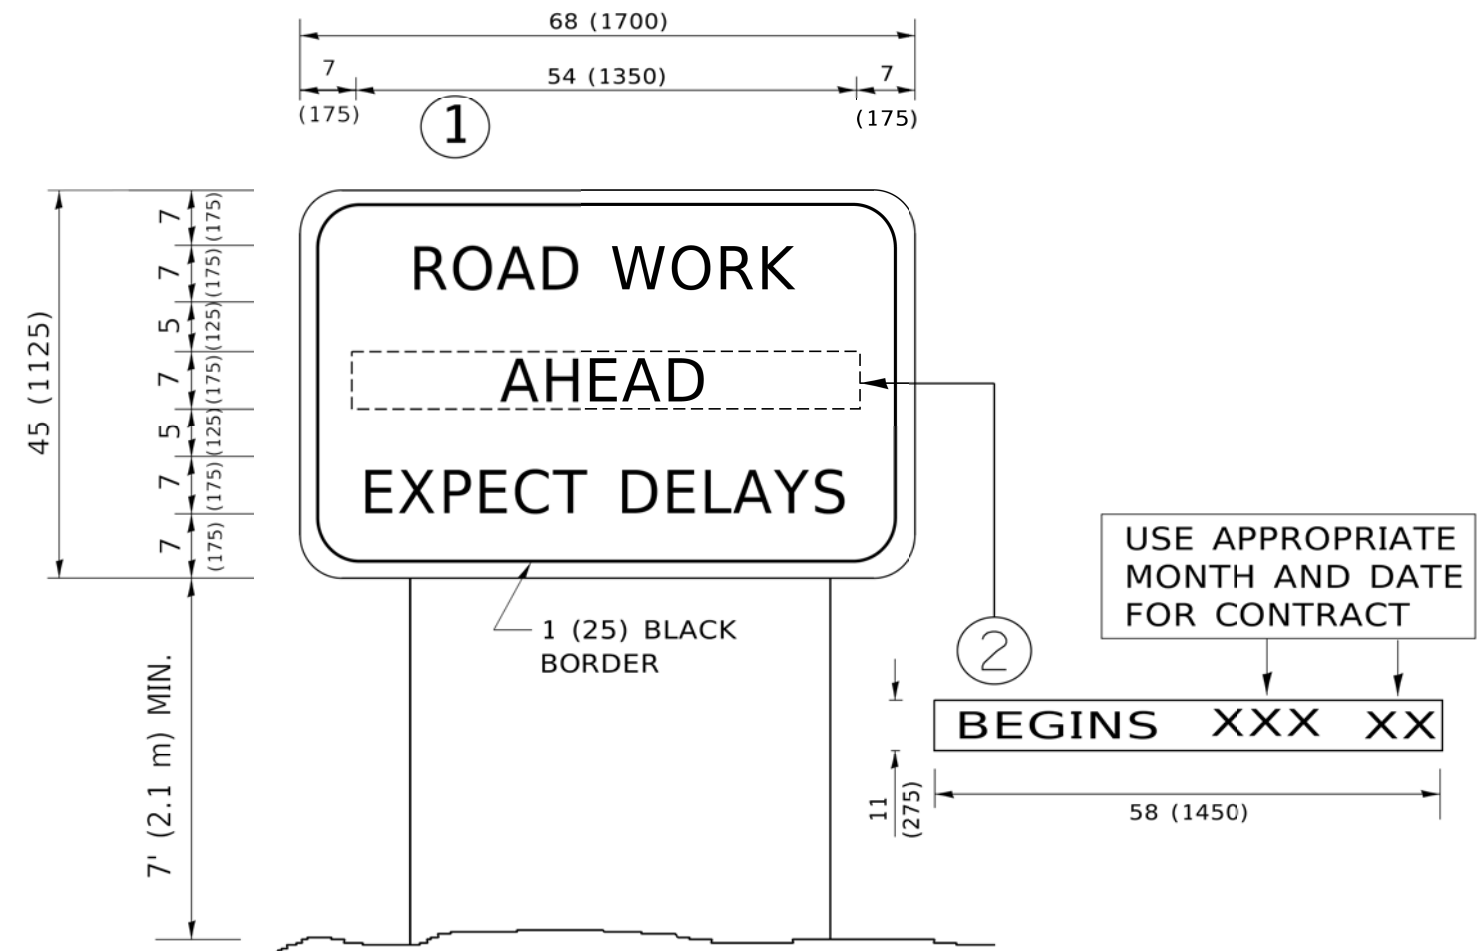 68 (1700)
7
54 (1350)
7
(175)
(175)
1
45 (1125)
7 (175)
7 (175)
5 (125)
7 (175)
5 (125)
7 (175)
7 (175)
ROAD WORK
AHEAD
EXPECT DELAYS
1 (25) BLACK
BORDER
7' (2.1 m) MIN.
USE APPROPRIATE
MONTH AND DATE
FOR CONTRACT
2
BEGINS XXX XX
11
(275)
58 (1450)